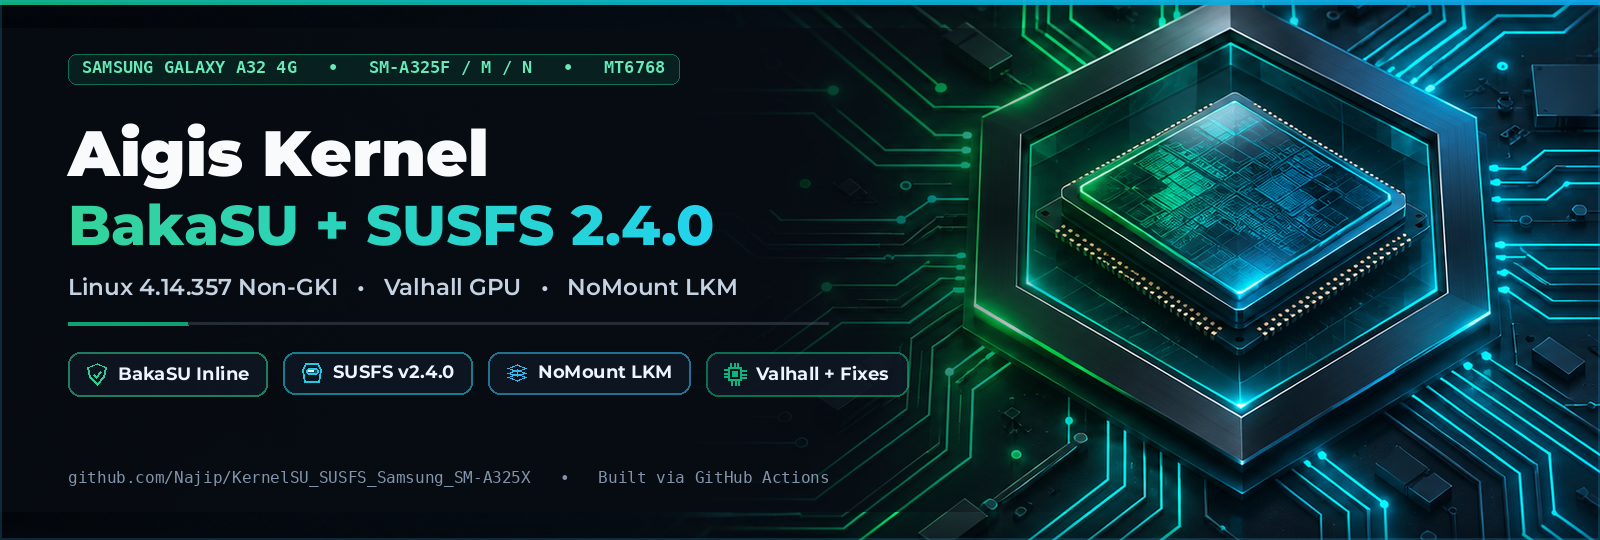 SAMSUNG GALAXY A32 4G • SM-A325F / M / N • MT6768
Aigis Kernel
BakaSU + SUSFS 2.4.0
Linux 4.14.357 Non-GKI • Valhall GPU • NoMount LKM
BakaSU Inline SUSFS v2.4.0 NoMount LKM Valhall + Fixes
github.com/Najip/KernelSU_SUSFS_Samsung_SM-A325X • Built via GitHub Actions